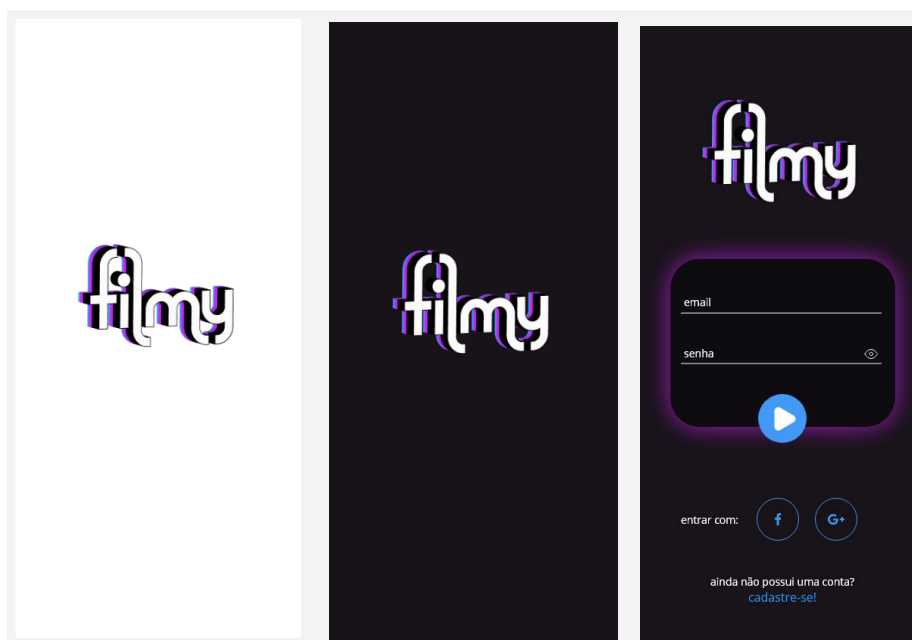 filmy
filmy
filmy
email
senha
entrar com:
f
G+
ainda não possui uma conta?
cadastre-se!